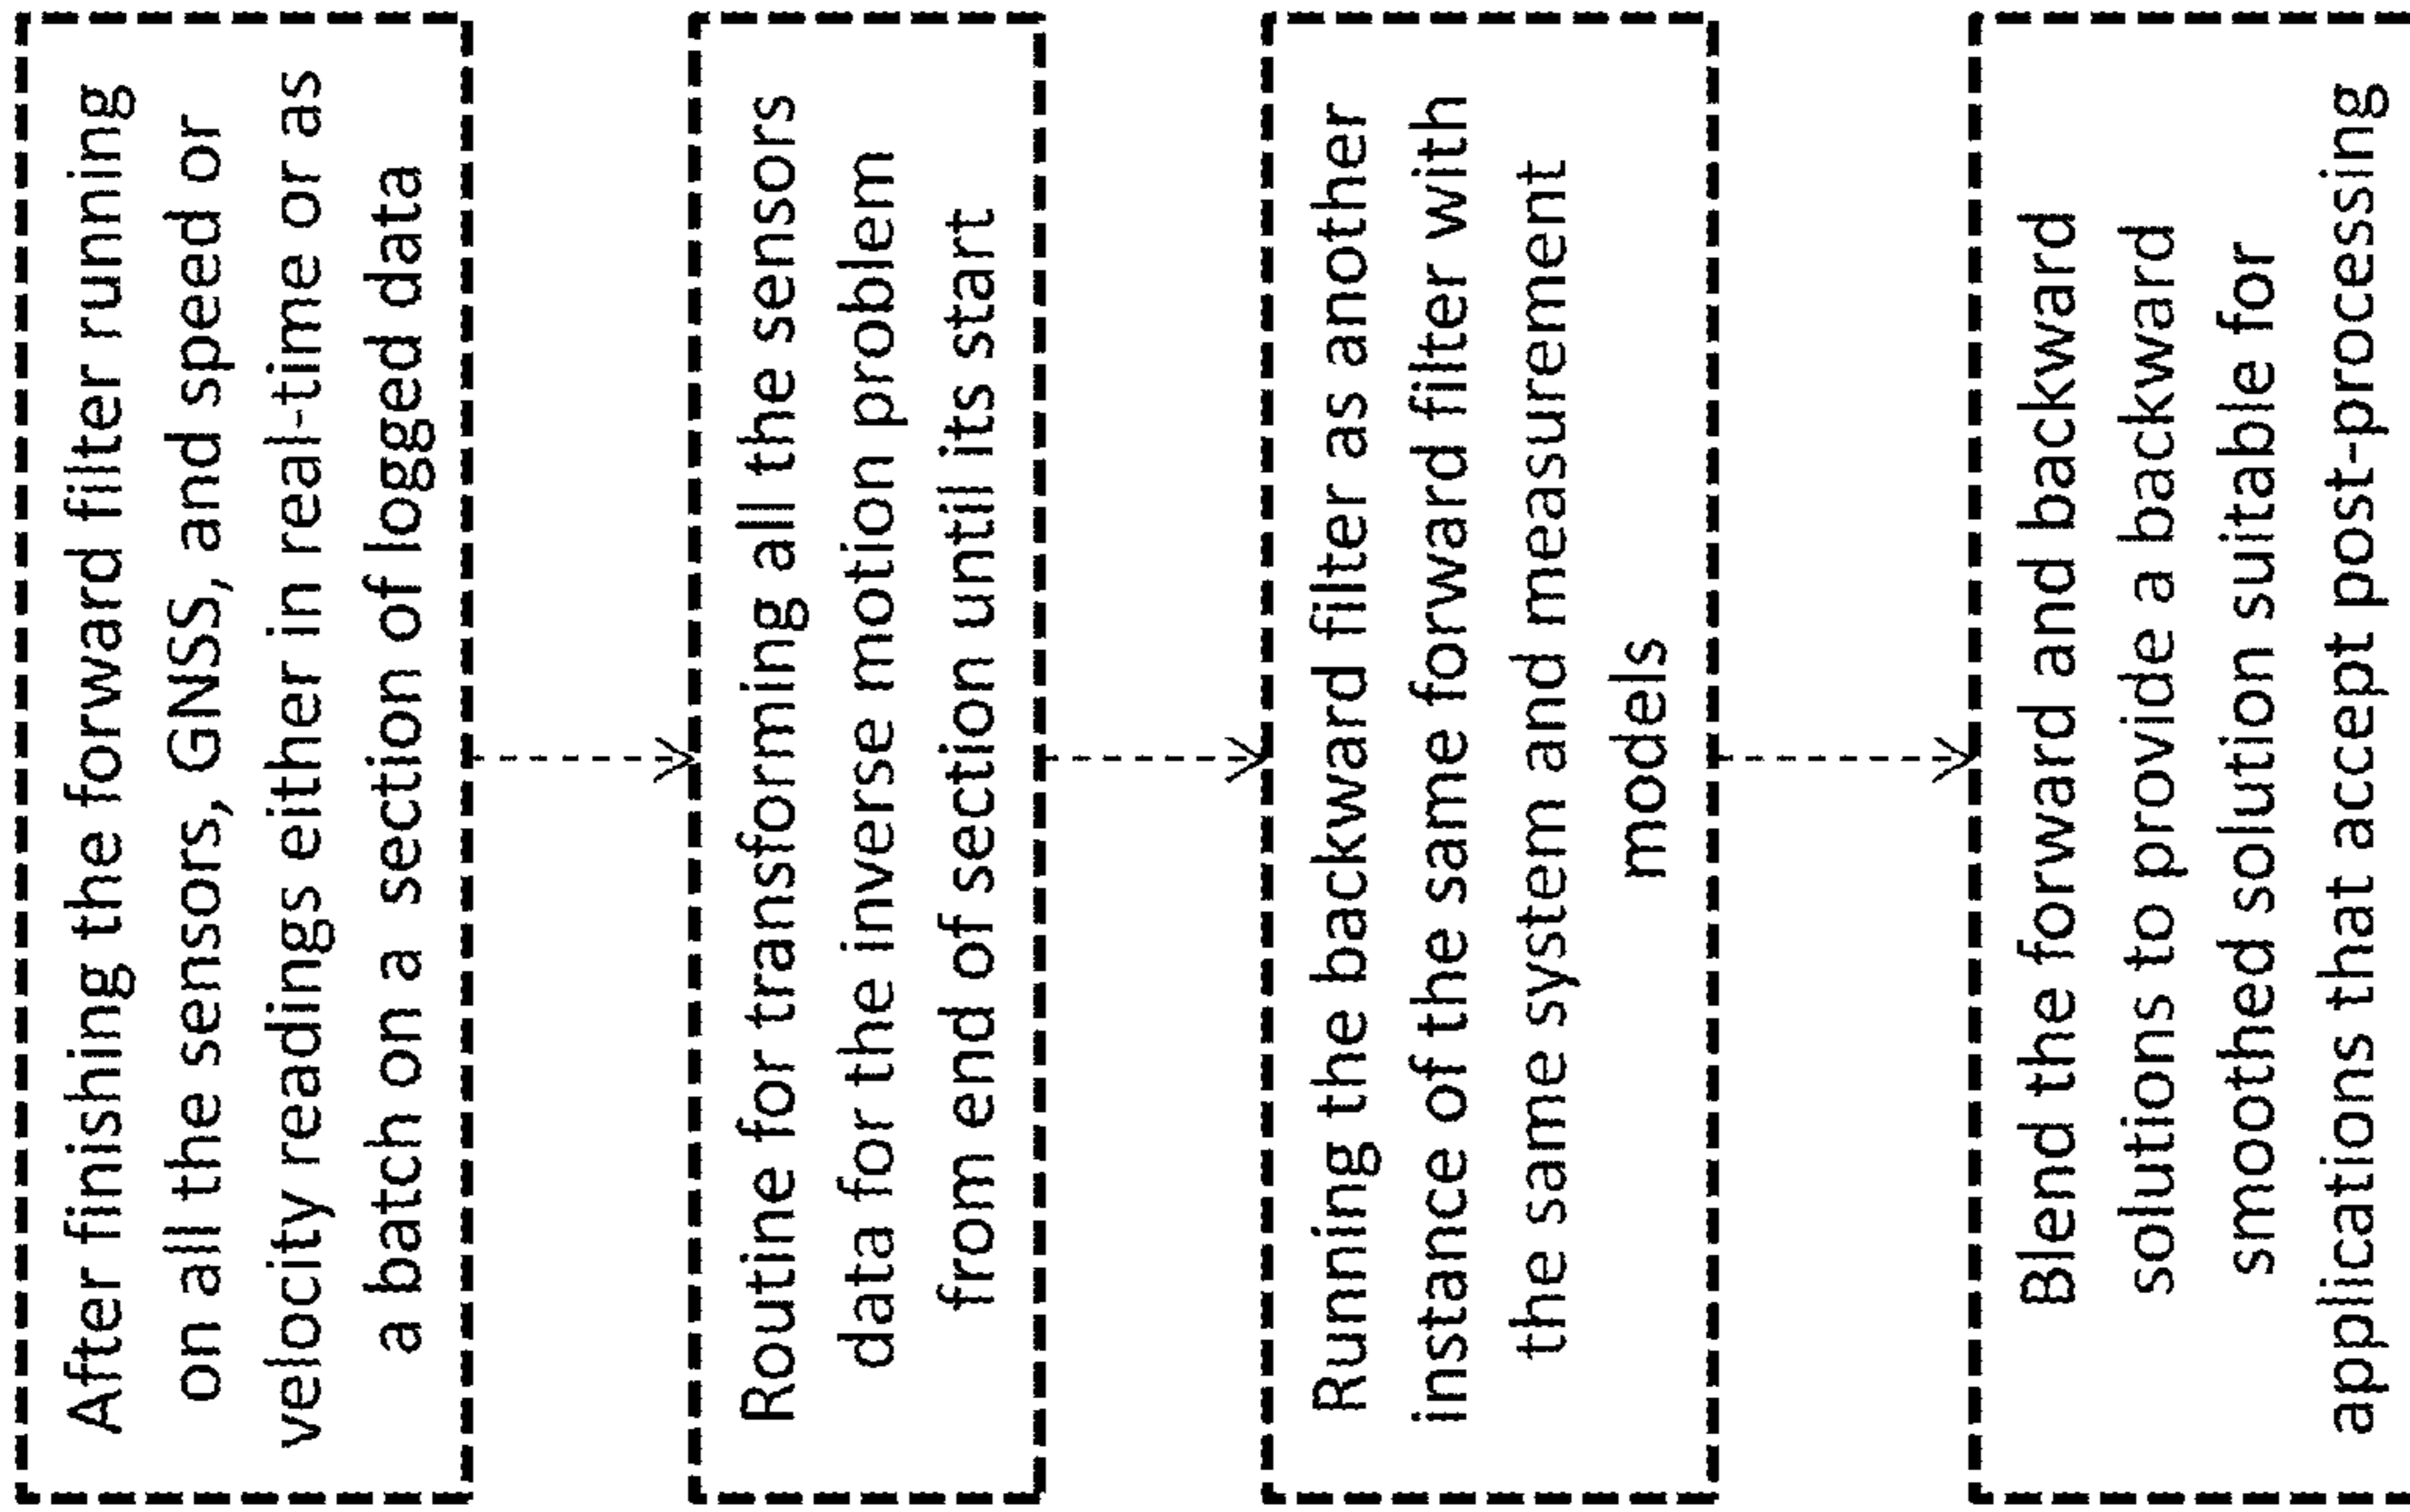 After finishing the forward filter running
on all the sensors, GNSS, and speed or
velocity readings either in real-time or as
a batch on a section of logged data
Routine for transforming all the sensors
data for the inverse motion problem
from end of section until its start
Running the backward filter as another
instance of the same forward filter with
the same system and measurement
models
Blend the forward and backward
solutions to provide a backward
smoothed solution suitable for
applications that accept post-processing